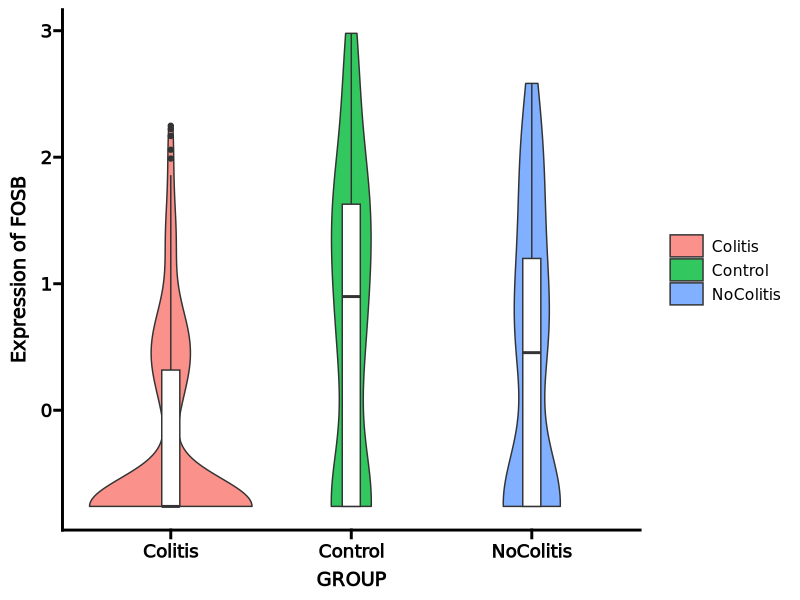 Expression of FOSB
3
2
1
0
Colitis
Control
NoColitis
GROUP
Colitis
Control
NoColitis